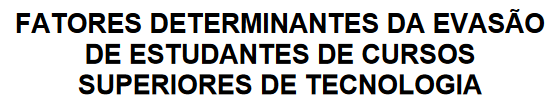 FATORES DETERMINANTES DA EVASÃO
DE ESTUDANTES DE CURSOS
SUPERIORES DE TECNOLOGIA